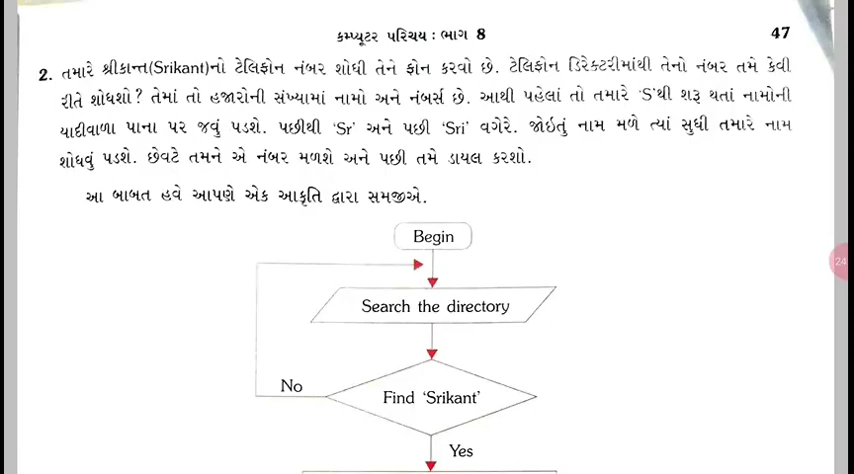 કમ્પ્યૂટર પરિચય : ભાગ 8
47
2. તમારે શ્રીકાન્ત(Srikant)નો ટેલિફોન નંબર શોધી તેને ફોન કરવો છે. ટેલિફોન ડિરેક્ટરીમાંથી તેનો નંબર તમે કેવી
રીતે શોધશો? તેમાં તો હજારોની સંખ્યામાં નામો અને નંબર્સ છે. આથી પહેલાં તો તમારે ‘S’થી શરૂ થતાં નામોની
યાદીવાળા પાના પર જવું પડશે. પછીથી ‘Sr’ અને પછી ‘Sri’ વગેરે. જોઇતું નામ મળે ત્યાં સુધી તમારે નામ
શોધવું પડશે. છેવટે તમને એ નંબર મળશે અને પછી તમે ડાયલ કરશો.
આ બાબત હવે આપણે એક આકૃતિ દ્વારા સમજીએ.
Begin
Search the directory
No
Find ‘Srikant’
Yes
24